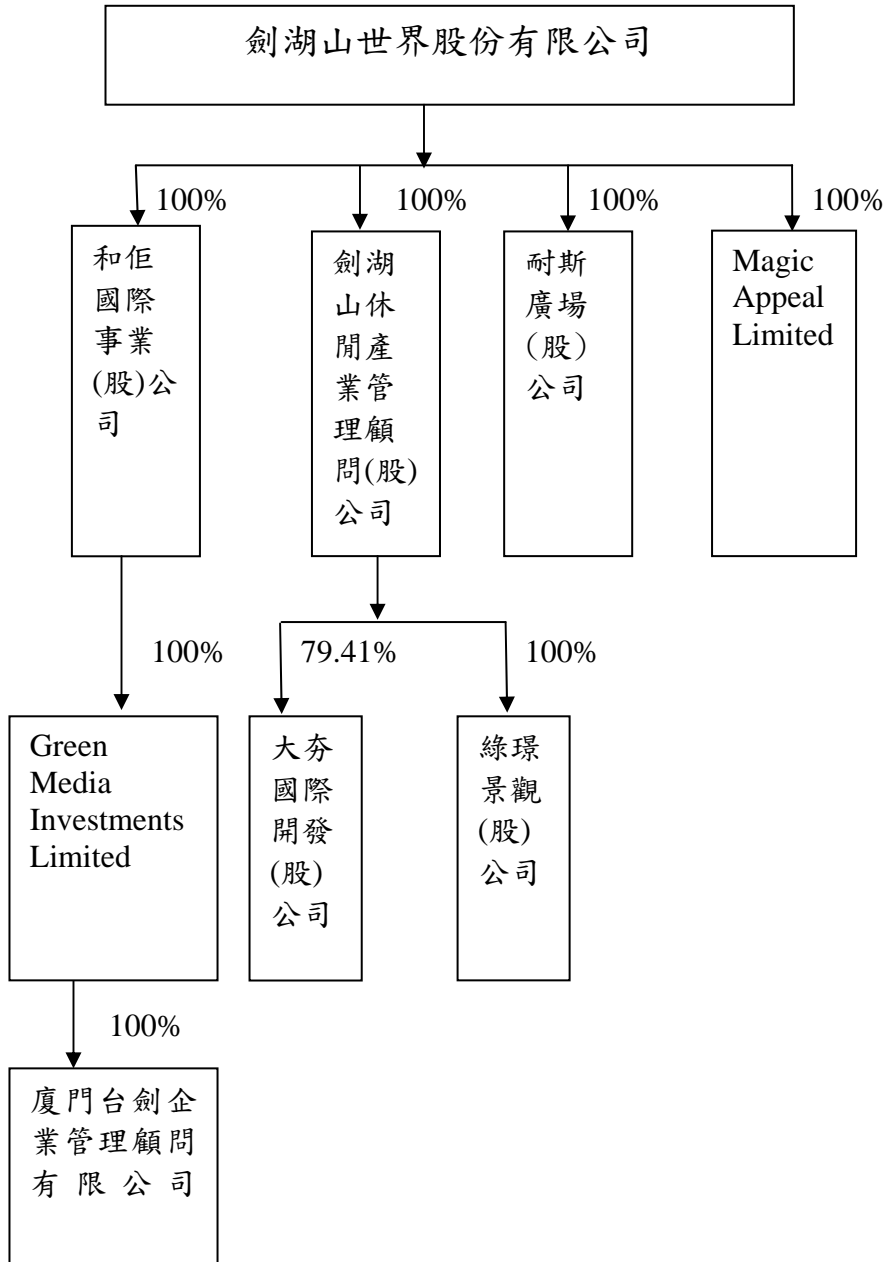 劍湖山世界股份有限公司
100%
100%
100%
100%
和佢
國際
事業
(股)公
司
劍湖
山休
閒產
業管
理顧
問(股)
公司
耐斯
廣場
(股)
公司
Magic
Appeal
Limited
100%
79.41%
100%
Green
Media
Investments
Limited
大夯
國際
開發
(股)
公司
綠璟
景觀
(股)
公司
100%
廈門台劍企
業管理顧問
有限公司